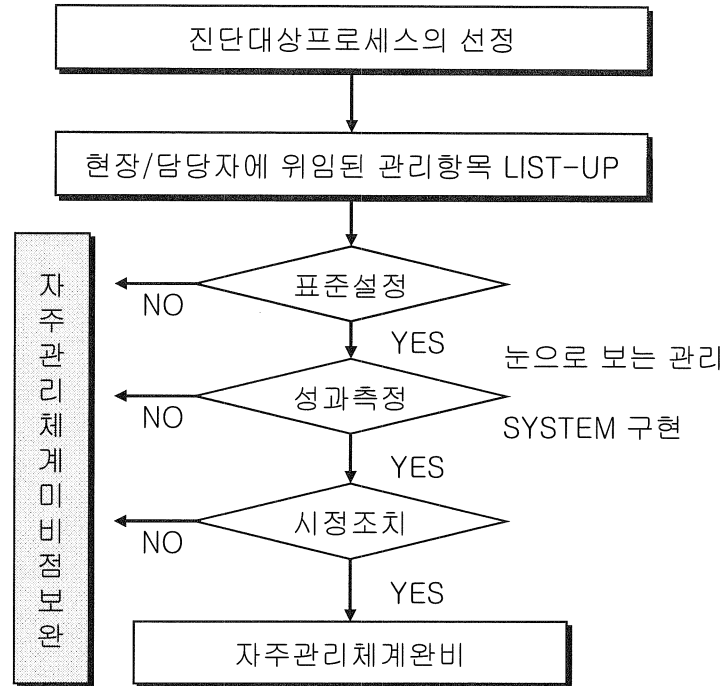 진단대상프로세스의 선정
현장/담당자에 위임된 관리항목 LIST-UP
자주관리체계미비점보완
표준설정
NO
YES
눈으로 보는 관리
성과측정
NO
SYSTEM 구현
YES
시정조치
NO
YES
자주관리체계완비